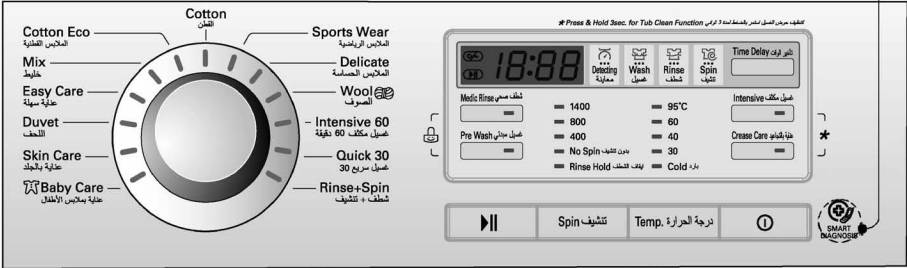 Cotton
القطن
Cotton Eco
الملابس القطنية
Mix
خليط
Easy Care
عناية سهلة
Duvet
اللحف
Skin Care
عناية بالجلد
Baby Care
عناية بملابس الأطفال
Sports Wear
الملابس الرياضية
Delicate
الملابس الحساسة
Wool
الصوف
Intensive 60
غسيل مكثف 60 دقيقة
Quick 30
غسيل سريع 30
Rinse+Spin
شطف + تنشيف
* Press & Hold 3sec. for Tub Clean Function
18:88
Detecting
معاينة
Wash
غسيل
Rinse
شطف
Spin
تنشيف
Time Delay تأخير الوقت
Medic Rinse شطف صحي
Pre Wash غسيل مبدئي
1400
800
400
No Spin بدون تنشيف
Rinse Hold ايقاف الشطف
95°C
60
40
30
Cold بارد
Intensive غسيل مكثف
Crease Care عناية بالتجاعيد
*
Spin تنشيف
Temp. درجة الحرارة
SMART
DIAGNOSIS